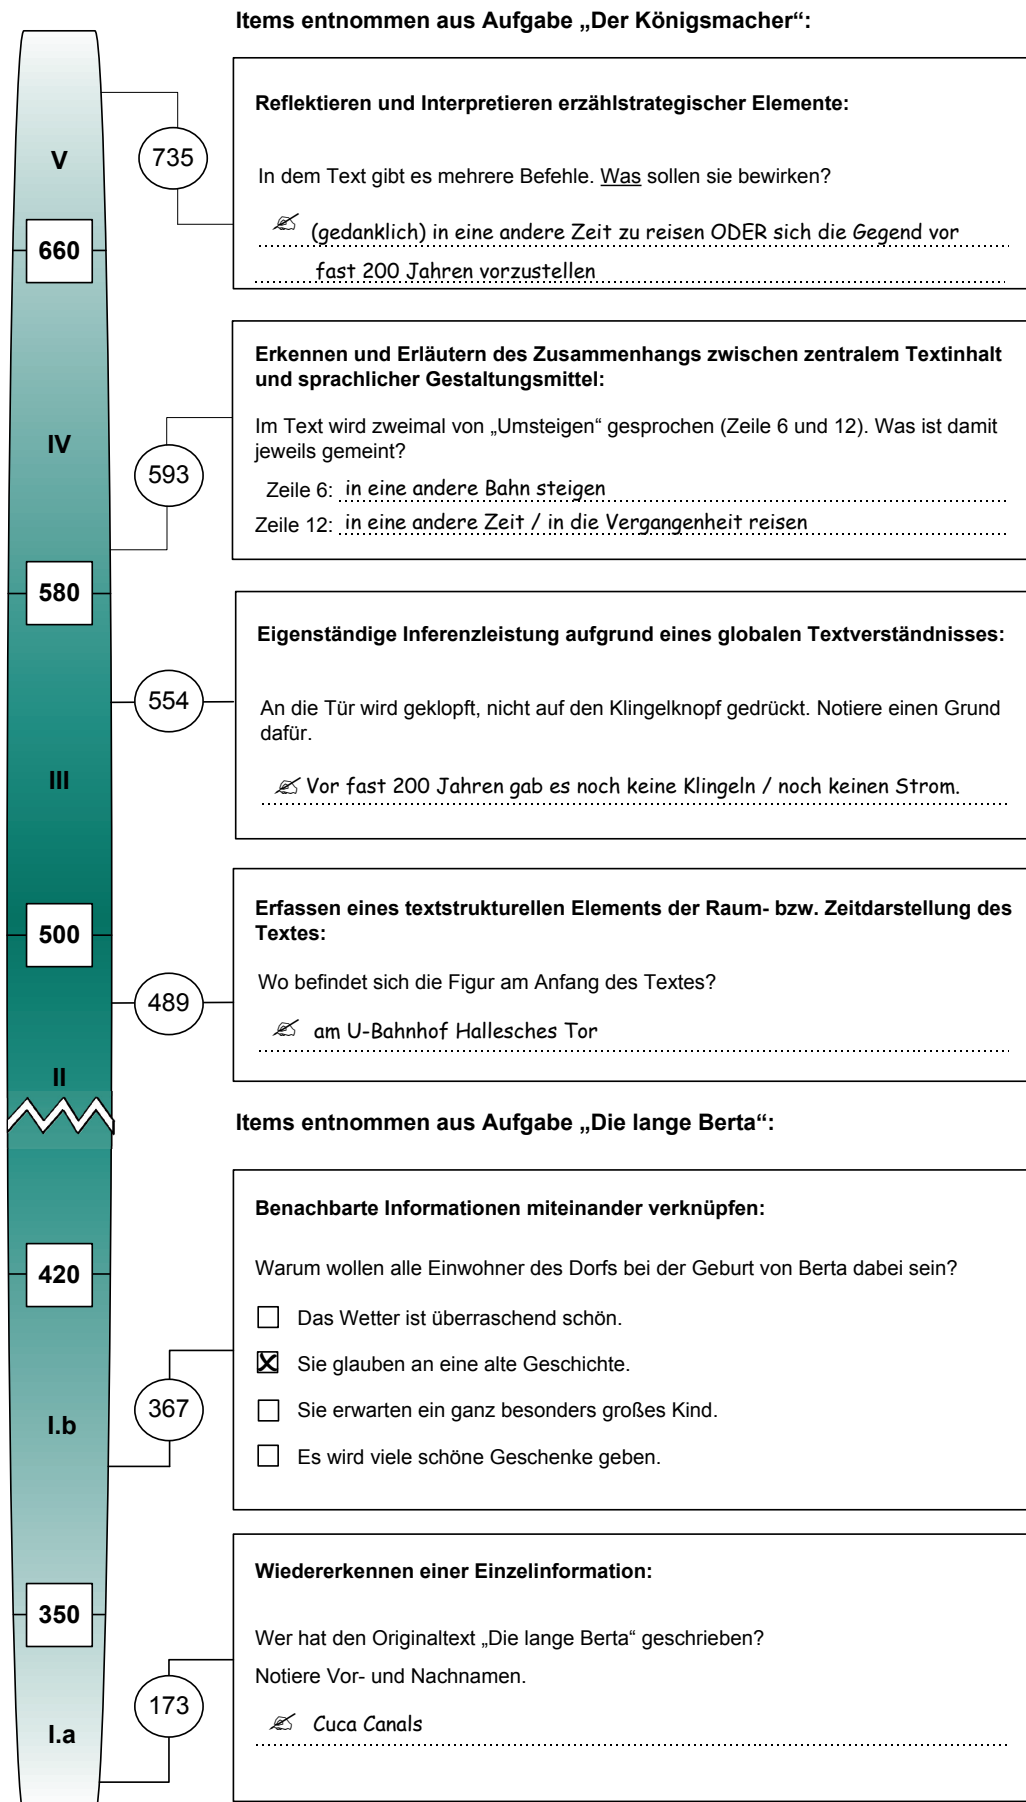 Items entnommen aus Aufgabe „Der Königsmacher“:
V
735
Reflektieren und Interpretieren erzählstrategischer Elemente:
In dem Text gibt es mehrere Befehle. Was sollen sie bewirken?
(gedanklich) in eine andere Zeit zu reisen ODER sich die Gegend vor
fast 200 Jahren vorzustellen
660
IV
593
Erkennen und Erläutern des Zusammenhangs zwischen zentralem Textinhalt
und sprachlicher Gestaltungsmittel:
Im Text wird zweimal von „Umsteigen“ gesprochen (Zeile 6 und 12). Was ist damit
jeweils gemeint?
Zeile 6: in eine andere Bahn steigen
Zeile 12: in eine andere Zeit / in die Vergangenheit reisen
580
III
554
Eigenständige Inferenzleistung aufgrund eines globalen Textverständnisses:
An die Tür wird geklopft, nicht auf den Klingelknopf gedrückt. Notiere einen Grund
dafür.
Vor fast 200 Jahren gab es noch keine Klingeln / noch keinen Strom.
500
489
II
Erfassen eines textstrukturellen Elements der Raum- bzw. Zeitdarstellung des
Textes:
Wo befindet sich die Figur am Anfang des Textes?
am U-Bahnhof Hallesches Tor
Items entnommen aus Aufgabe „Die lange Berta“:
420
367
I.b
Benachbarte Informationen miteinander verknüpfen:
Warum wollen alle Einwohner des Dorfs bei der Geburt von Berta dabei sein?
Das Wetter ist überraschend schön.
Sie glauben an eine alte Geschichte.
Sie erwarten ein ganz besonders großes Kind.
Es wird viele schöne Geschenke geben.
350
173
I.a
Wiedererkennen einer Einzelinformation:
Wer hat den Originaltext „Die lange Berta“ geschrieben?
Notiere Vor- und Nachnamen.
Cuca Canals